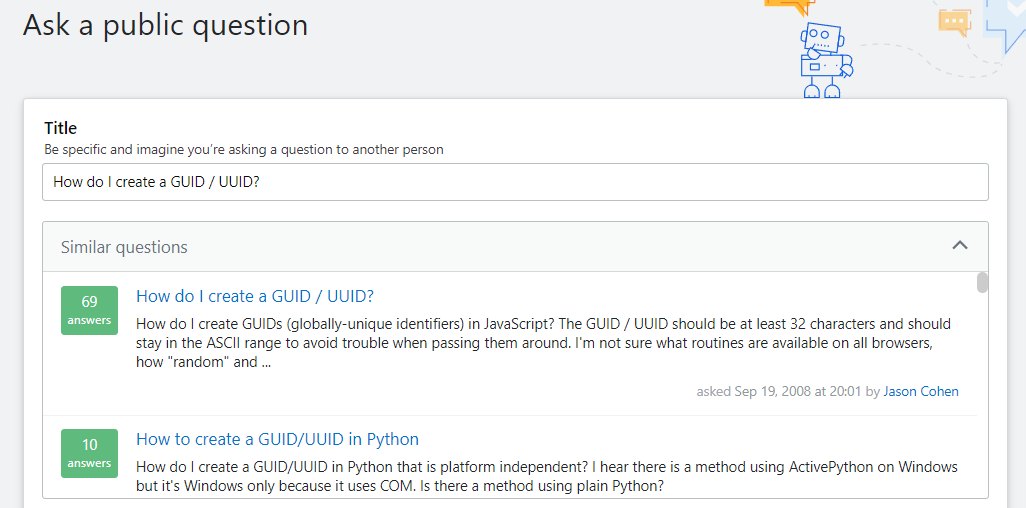 Ask a public question
Title
Be specific and imagine you're asking a question to another person
How do I create a GUID / UUID?
Similar questions
69
answers
How do I create a GUID / UUID?
How do I create GUIDs (globally-unique identifiers) in JavaScript? The GUID / UUID should be at least 32 characters and should
stay in the ASCII range to avoid trouble when passing them around. I'm not sure what routines are available on all browsers,
how "random" and ...
asked Sep 19, 2008 at 20:01 by Jason Cohen
10
answers
How to create a GUID/UUID in Python
How do I create a GUID/UUID in Python that is platform independent? I hear there is a method using ActivePython on Windows
but it's Windows only because it uses COM. Is there a method using plain Python?